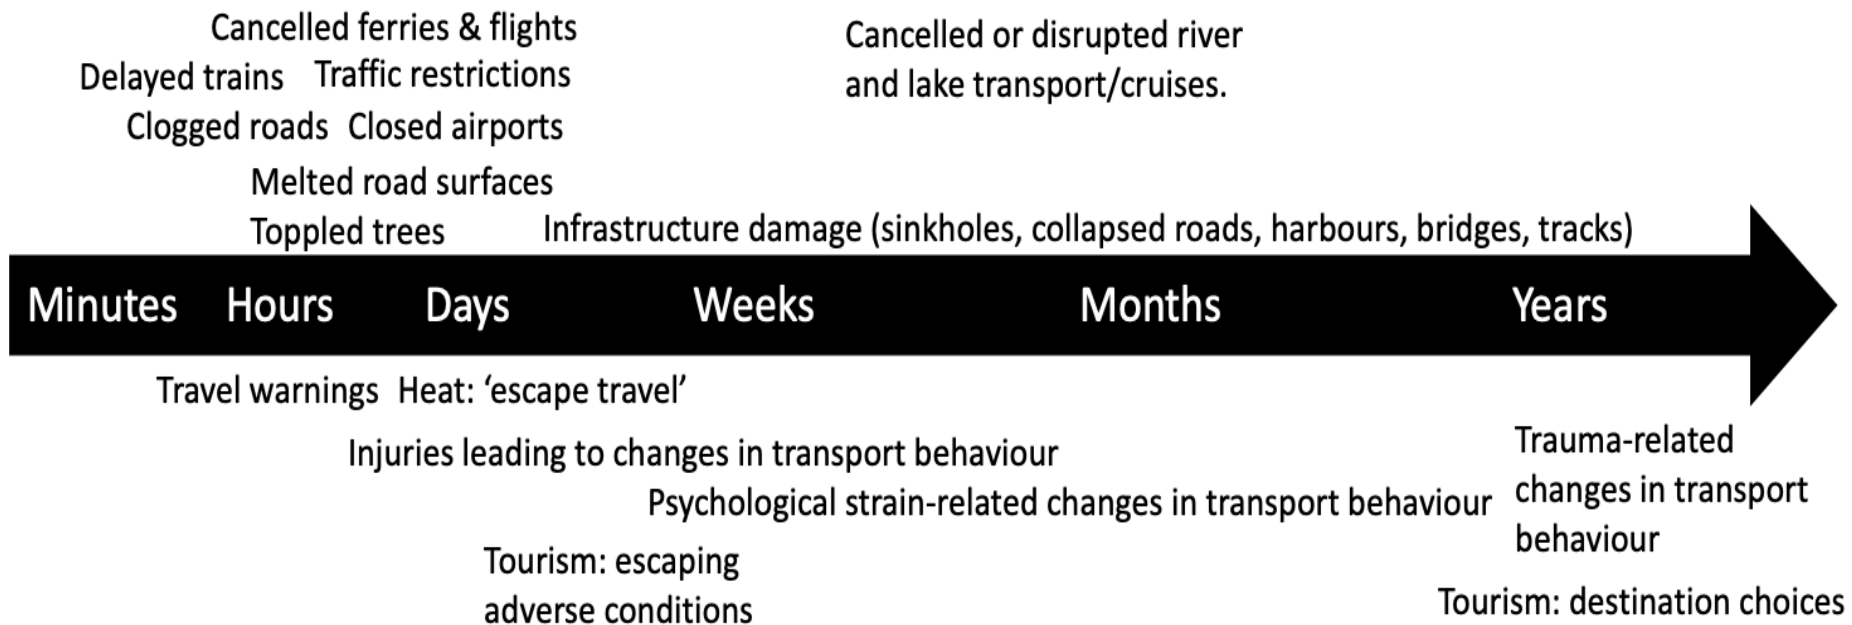 Cancelled ferries & flights
Delayed trains Traffic restrictions
Clogged roads Closed airports
Melted road surfaces
Toppled trees
Cancelled or disrupted river
and lake transport/cruises.
Infrastructure damage (sinkholes, collapsed roads, harbours, bridges, tracks)
Minutes Hours Days Weeks Months Years
Travel warnings Heat: ‘escape travel’
Injuries leading to changes in transport behaviour
Psychological strain-related changes in transport behaviour
Trauma-related
changes in transport
behaviour
Tourism: escaping
adverse conditions
Tourism: destination choices